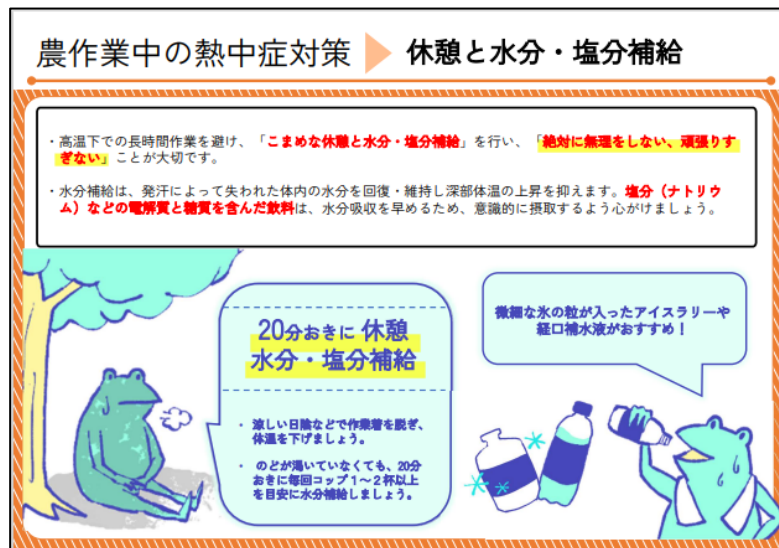 農作業中の熱中症対策
休憩と水分・塩分補給
・高温下での長時間作業を避け、「こまめな休憩と水分・塩分補給」を行い、「絶対に無理をしない、頑張りす
ぎない」ことが大切です。
・水分補給は、発汗によって失われた体内の水分を回復・維持し深部体温の上昇を抑えます。塩分（ナトリウ
ム）などの電解質と糖質を含んだ飲料は、水分吸収を早めるため、意識的に摂取するよう心がけましょう。
20分おきに 休憩
水分・塩分補給
・ 涼しい日陰などで作業着を脱ぎ、
体温を下げましょう。
・ のどが渇いていなくても、20分
おきに毎回コップ１～２杯以上
を目安に水分補給しましょう。
微細な氷の粒が入ったアイスラリーや
経口補水液がおすすめ！